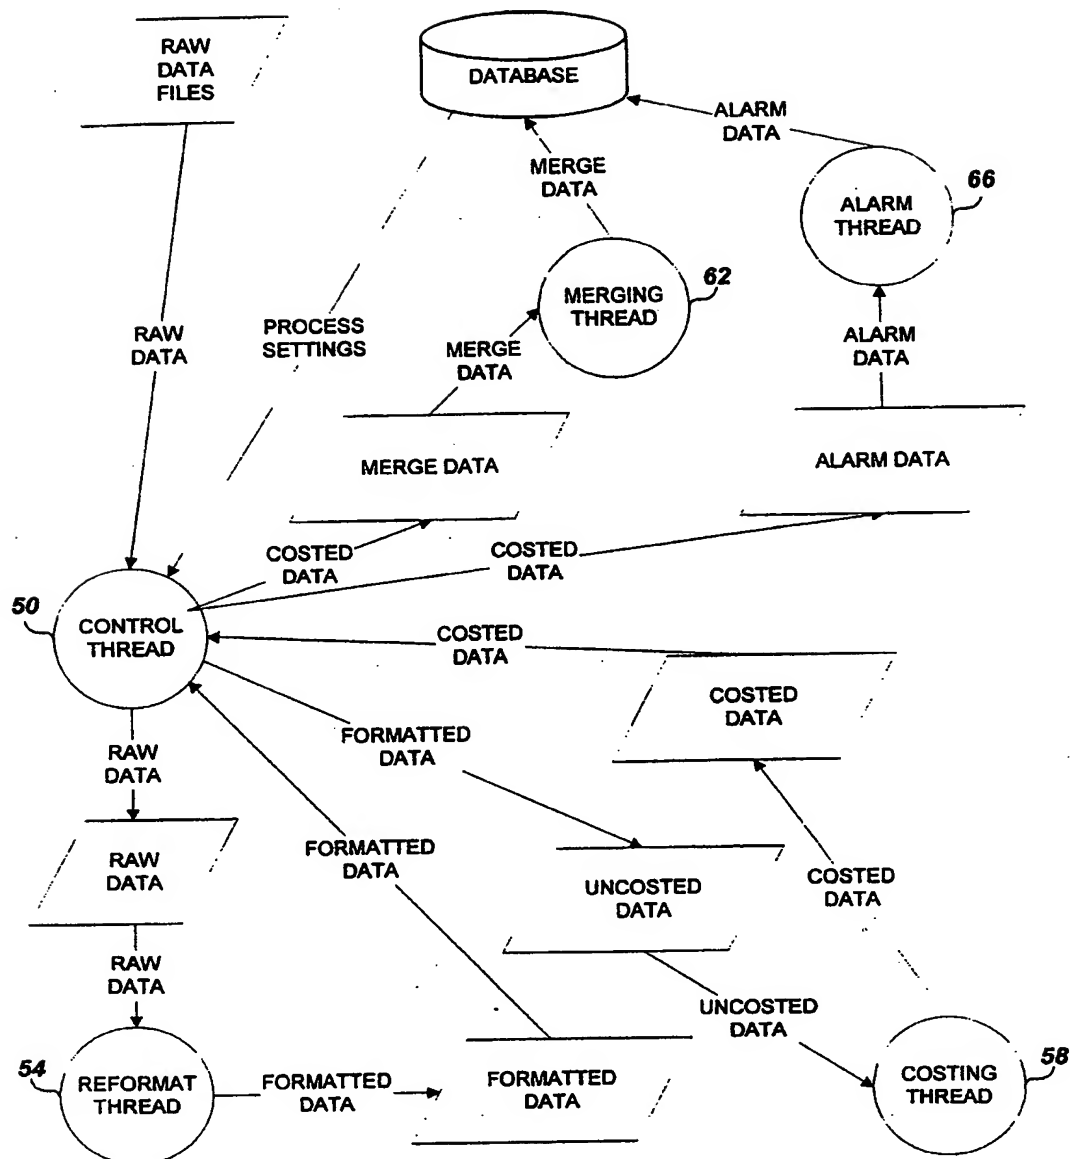 RAW
DATA
FILES
DATABASE
ALARM
DATA
MERGE
DATA
66
ALARM
THREAD
62
MERGING
THREAD
RAW
DATA
PROCESS
SETTINGS
MERGE
DATA
ALARM
DATA
MERGE DATA
ALARM DATA
COSTED
DATA
COSTED
DATA
50
CONTROL
THREAD
COSTED
DATA
COSTED
DATA
FORMATTED
DATA
RAW
DATA
RAW
DATA
FORMATTED
DATA
UNCOSTED
DATA
COSTED
DATA
RAW
DATA
UNCOSTED
DATA
54
REFORMAT
THREAD
FORMATTED
DATA
FORMATTED
DATA
COSTING
THREAD
58